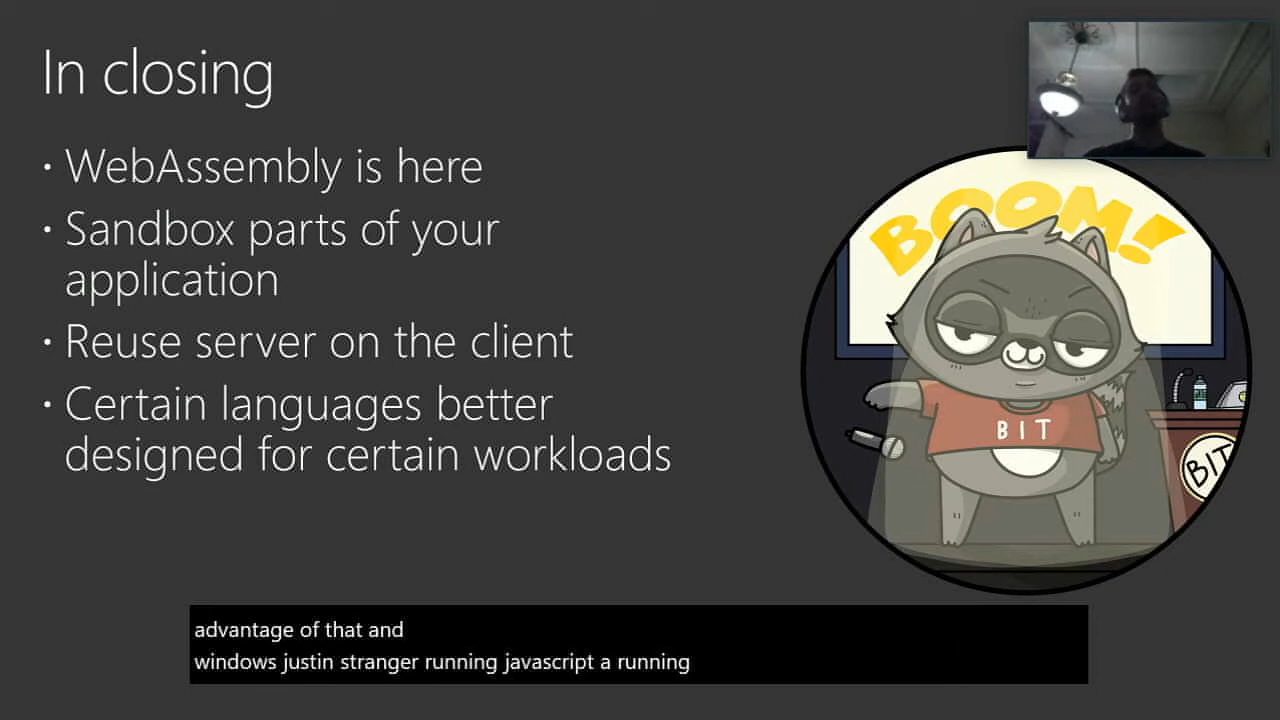 In closing
• WebAssembly is here
• Sandbox parts of your
application
• Reuse server on the client
• Certain languages better
designed for certain workloads
BOOM!
BIT
BIT
advantage of that and
windows justin stranger running javascript a running